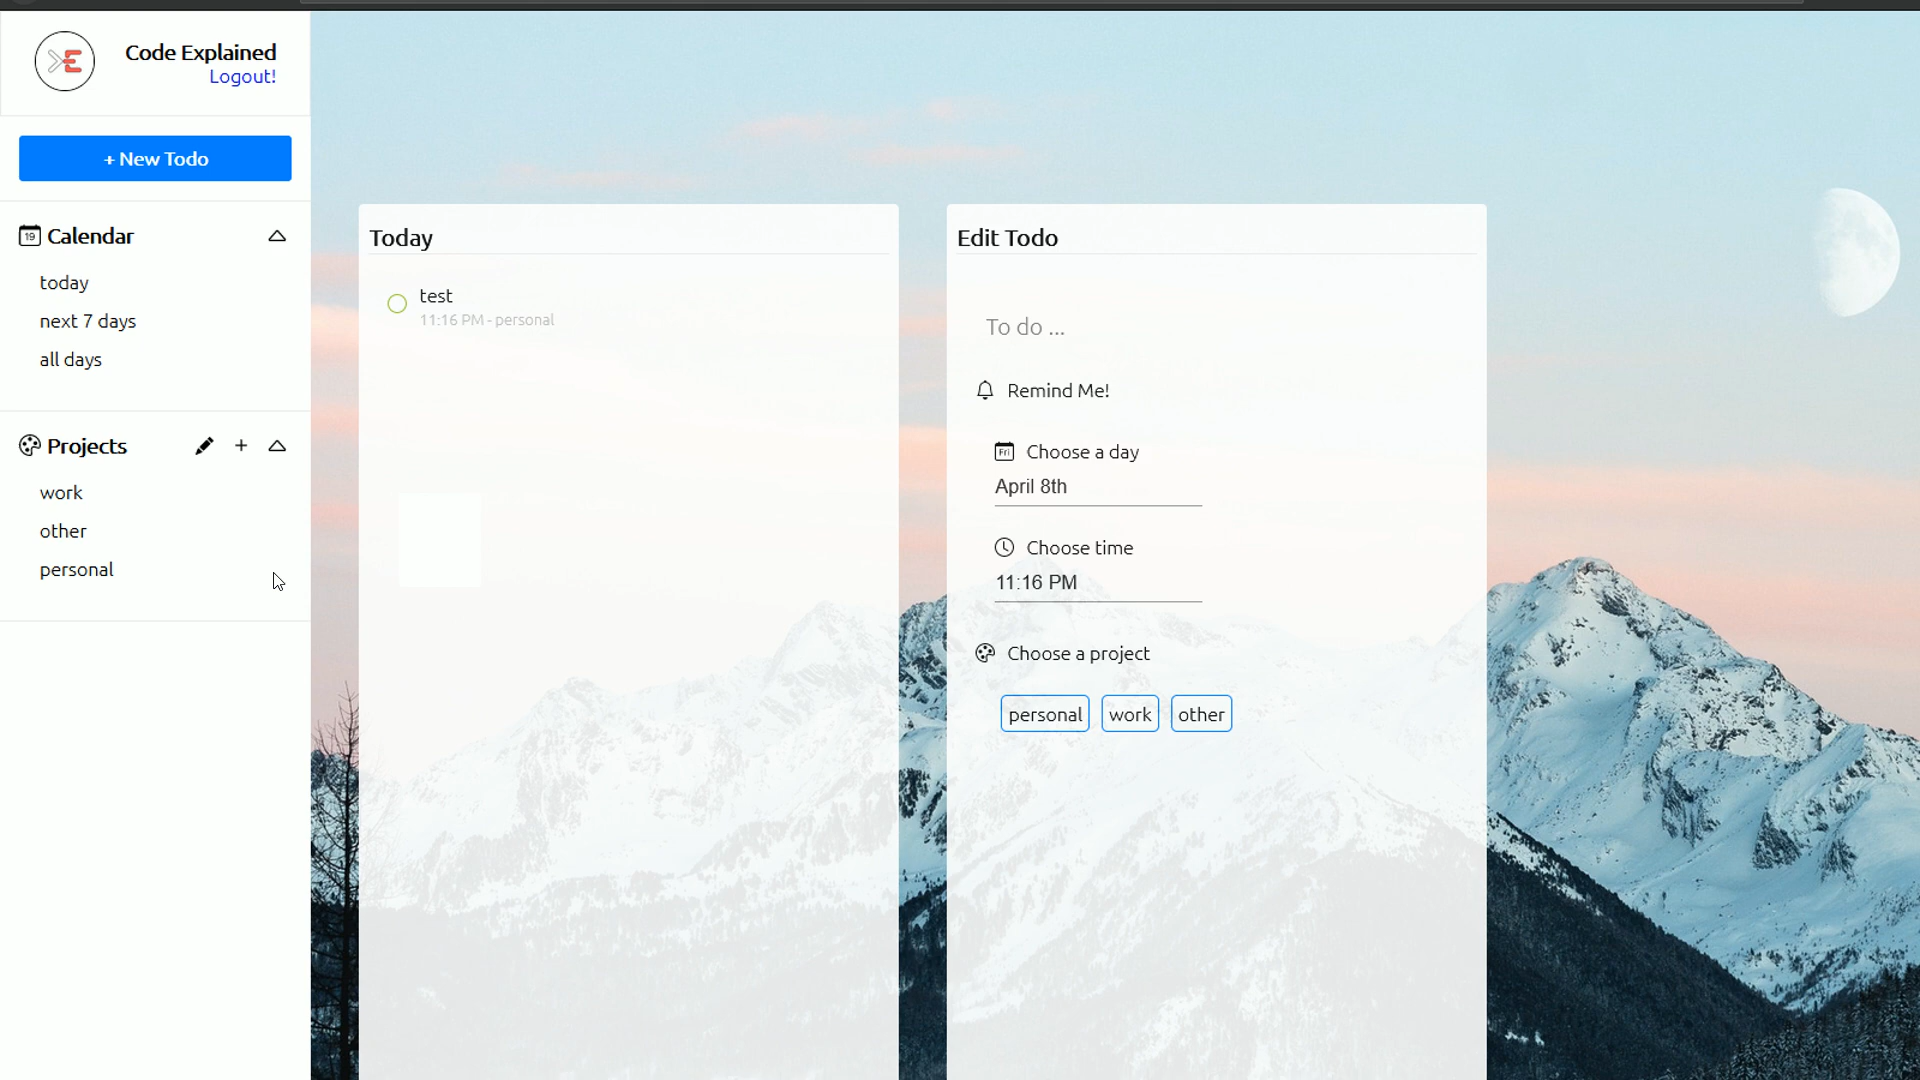 Code Explained
Logout!
+ New Todo
19 Calendar
today
next 7 days
all days
Projects
work
other
personal
Today
test
11:16 PM - personal
Edit Todo
To do ...
Remind Me!
Fri Choose a day
April 8th
Choose time
11:16 PM
Choose a project
personal work other